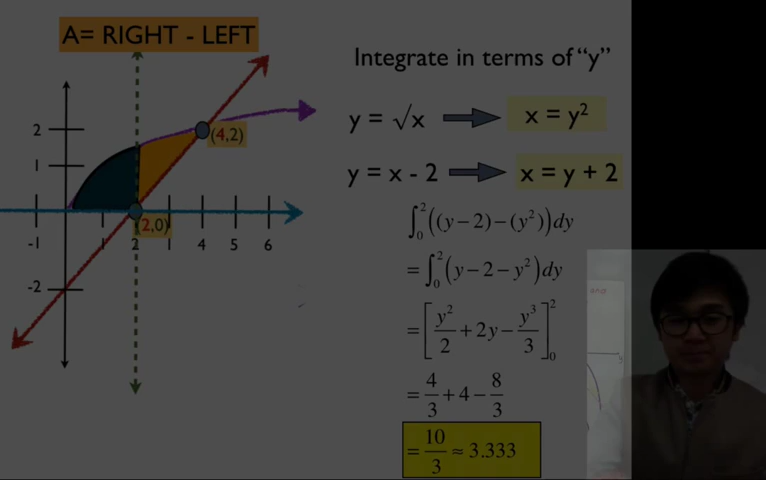 A= RIGHT - LEFT
Integrate in terms of "y"
y = √x x = y²
y = x - 2 x = y + 2
∫₀²((y−2)−(y²))dy
= ∫₀²(y−2−y²)dy
= [y²/2 + 2y − y³/3]₀²
= 4/3 + 4 − 8/3
= 10/3 ≈ 3.333
2
(4,2)
1
(2,0)
-1 1 2 4 5 6
-2